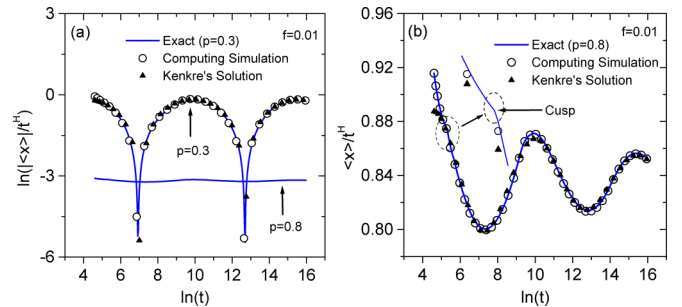 (a)
Exact (p=0.3)
f=0.01
Computing Simulation
Kenkre's Solution
p=0.3
p=0.8
3
0
-3
-6
ln(|<x>|/t^H)
4 6 8 10 12 14 16
ln(t)
(b)
f=0.01
Exact (p=0.8)
Computing Simulation
Kenkre's Solution
Cusp
0.96
0.92
0.88
0.84
0.80
<x>/t^H
4 6 8 10 12 14 16
ln(t)